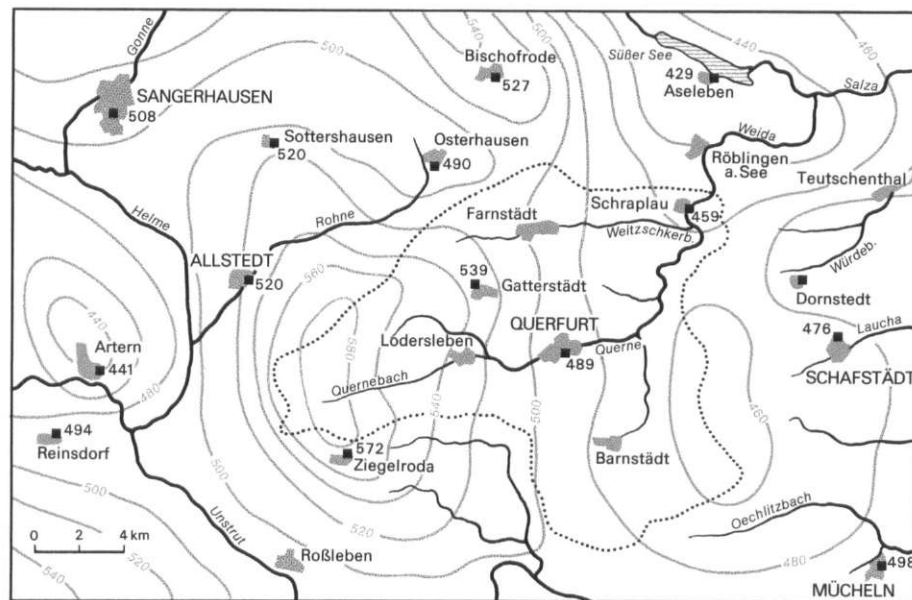 540
520
500
440
460
Gonne
Bischofrode
527
Süßer See
429
Aseleben
Salza
SANGERHAUSEN
508
Sottershausen
520
Osterhausen
490
Weida
Röblingen
a. See
Teutschenthal
Helme
Rohne
Farnstädt
Schraplau
459
Weitzschkerb.
Würdeb.
ALLSTEDT
520
560
539
Gatterstädt
Dornstedt
440
Artern
441
480
580
Lodersleben
QUERFURT
489
Querne
476
Laucha
SCHAFSTÄDT
Quernebach
540
500
460
494
Reinsdorf
572
Ziegelroda
Barnstädt
500
500
520
540
0 2 4 km
Unstrut
Roßleben
520
480
Oechlitzbach
498
MÜCHELN